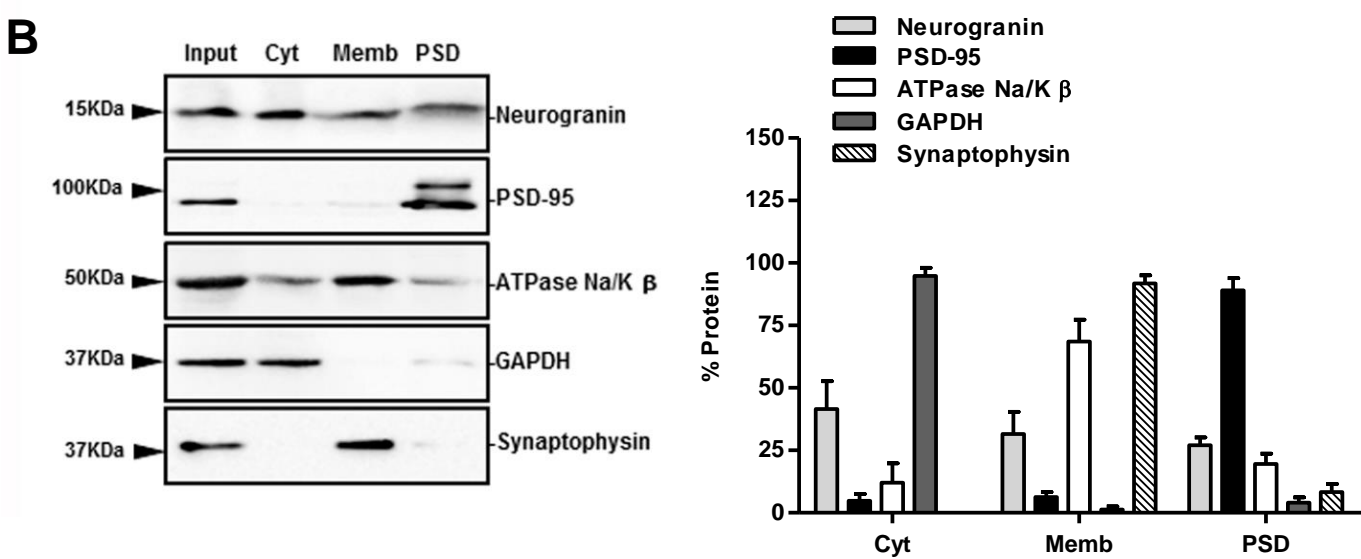 B
Input Cyt Memb PSD
15KDa
Neurogranin
100KDa
PSD-95
50KDa
ATPase Na/K β
37KDa
GAPDH
37KDa
Synaptophysin
Neurogranin
PSD-95
ATPase Na/K β
GAPDH
Synaptophysin
% Protein
150
125
100
75
50
25
0
Cyt Memb PSD